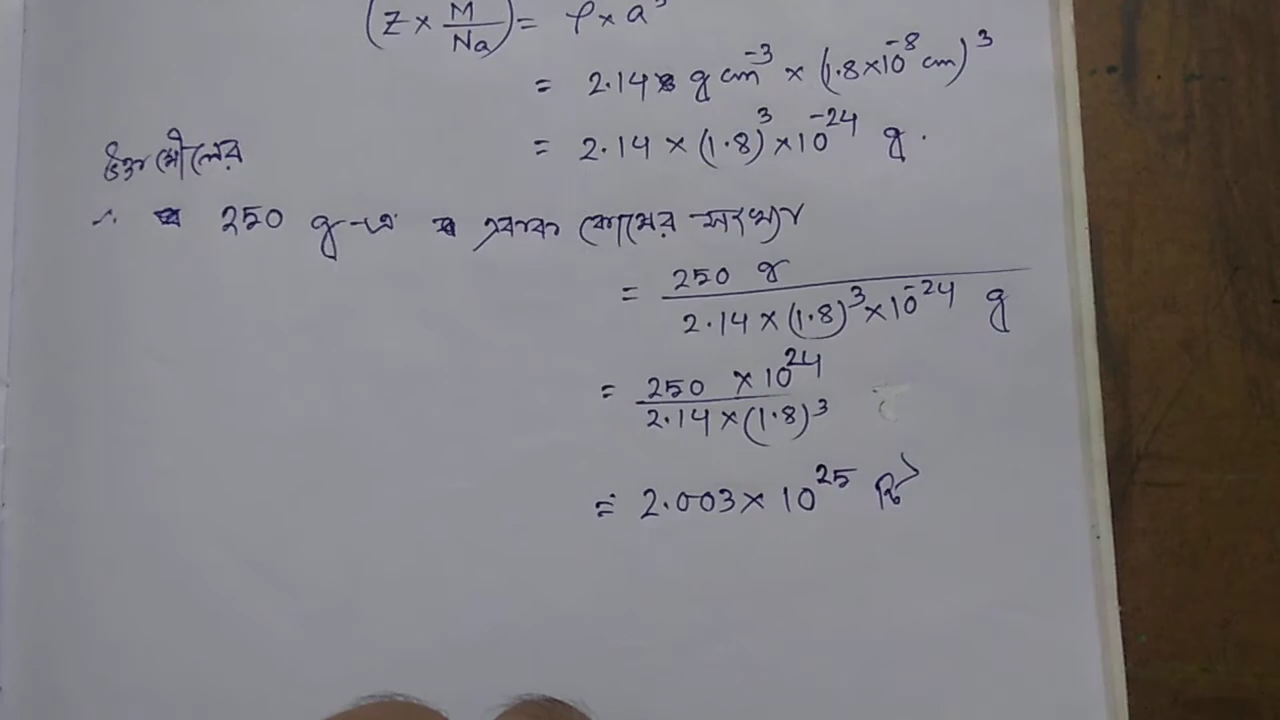 (Z × M/Na) = ρ × a³
= 2.14 g cm⁻³ × (1.8×10⁻⁸ cm)³
= 2.14 × (1.8)³ × 10⁻²⁴ g.
উক্ত মৌলের
∴ 250 g-এ একক কোষের সংখ্যা
= 250 g / 2.14 × (1.8)³ × 10⁻²⁴ g
= 250 × 10²⁴ / 2.14 × (1.8)³
= 2.003 × 10²⁵ টি